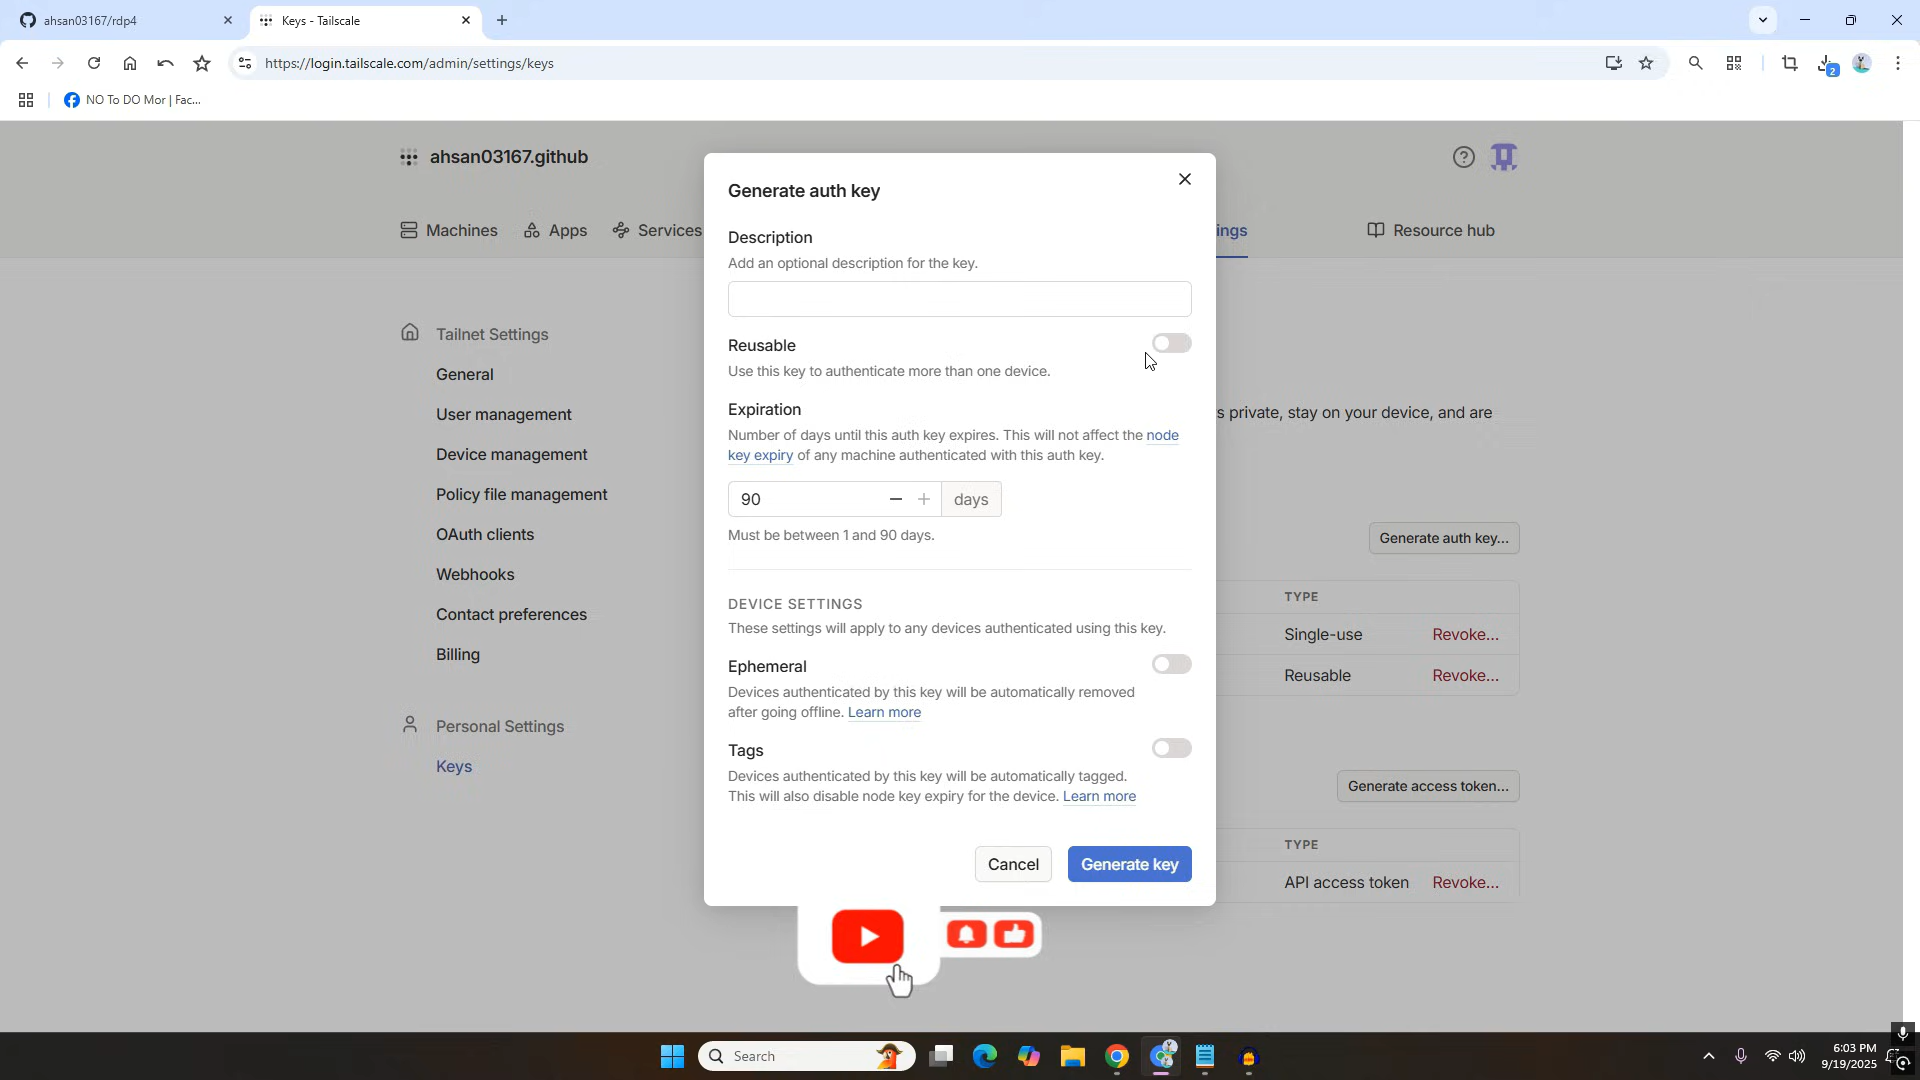 ahsan03167/rdp4
Keys - Tailscale
https://login.tailscale.com/admin/settings/keys
2
NO To DO Mor | Fac...
ahsan03167.github
Machines
Apps
Services
ings
Resource hub
Generate auth key
Description
Add an optional description for the key.
Reusable
Use this key to authenticate more than one device.
Expiration
Number of days until this auth key expires. This will not affect the node
key expiry of any machine authenticated with this auth key.
90
days
Must be between 1 and 90 days.
DEVICE SETTINGS
These settings will apply to any devices authenticated using this key.
Ephemeral
Devices authenticated by this key will be automatically removed
after going offline. Learn more
Tags
Devices authenticated by this key will be automatically tagged.
This will also disable node key expiry for the device. Learn more
Cancel
Generate key
Tailnet Settings
General
User management
Device management
Policy file management
OAuth clients
Webhooks
Contact preferences
Billing
Personal Settings
Keys
s private, stay on your device, and are
Generate auth key...
TYPE
Single-use
Revoke...
Reusable
Revoke...
Generate access token...
TYPE
API access token
Revoke...
Search
6:03 PM
9/19/2025